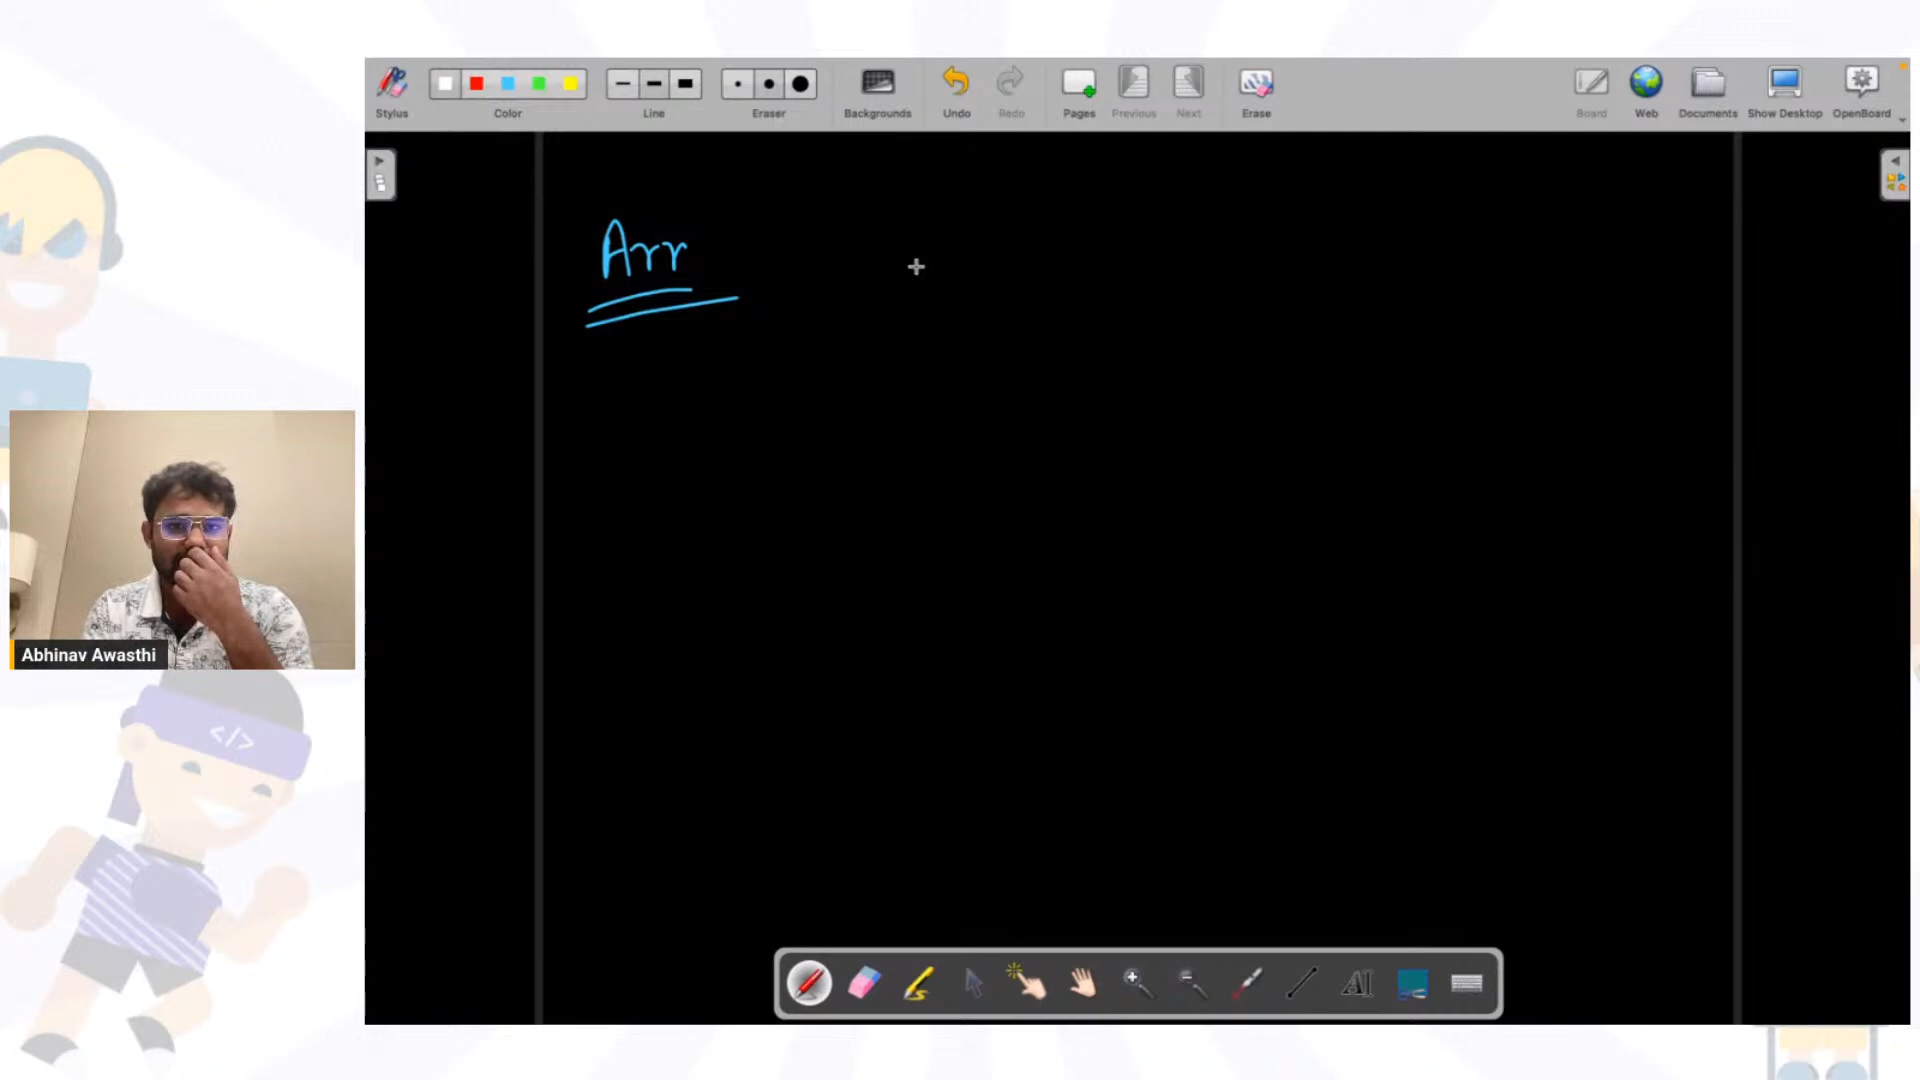 Stylus Color Line Eraser Backgrounds Undo Redo Pages Previous Next Erase Board Web Documents Show Desktop OpenBoard
Arr
Abhinav Awasthi
</>
AI